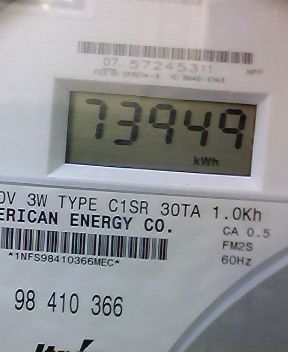 07 57245311
MPP
73949
kWh
0V 3W TYPE C1SR 30TA 1.0Kh
ERICAN ENERGY CO.
CA 0.5
FM2S
60Hz
*1NFS98410366MEC*
98 410 366